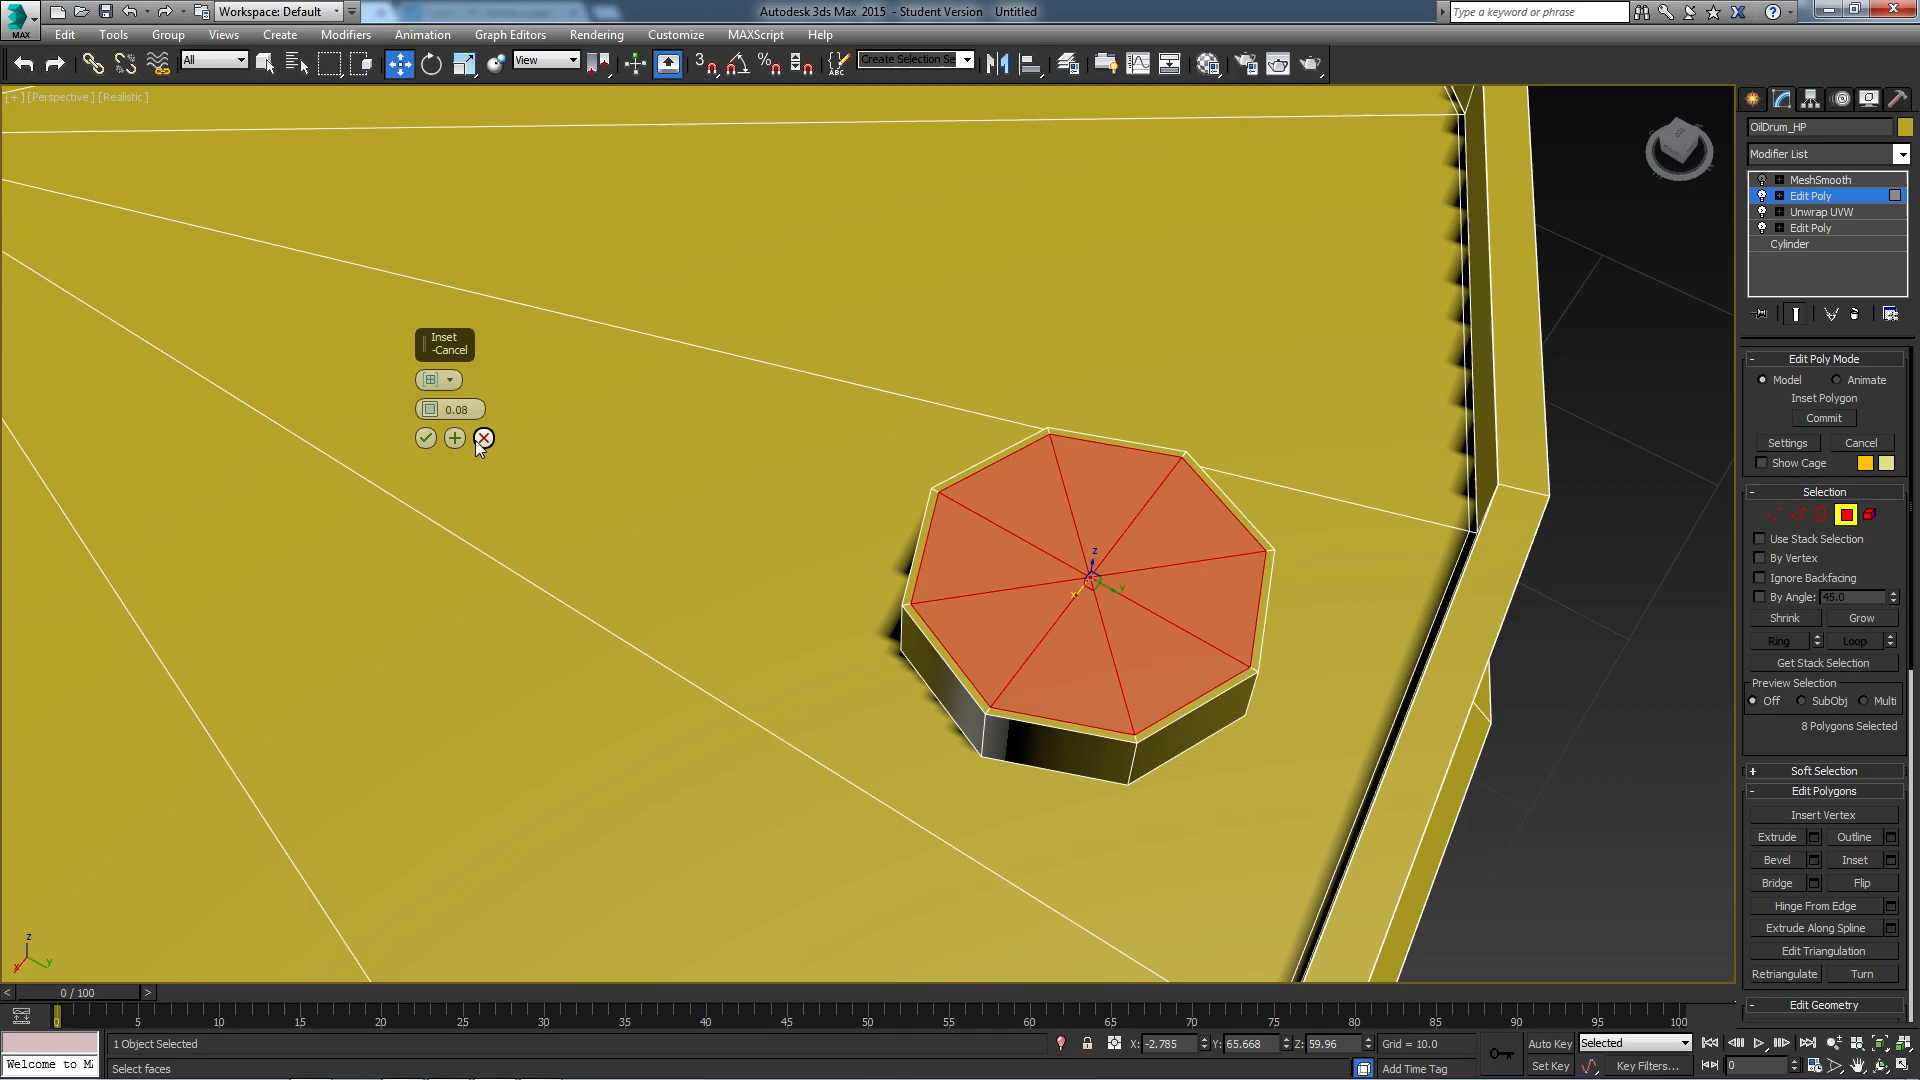 Workspace: Default
Autodesk 3ds Max 2015 - Student Version Untitled
Type a keyword or phrase
MAX
Edit Tools Group Views Create Modifiers Animation Graph Editors Rendering Customize MAXScript Help
All
View
3
ABC
Create Selection Se
[+][Perspective][Realistic]
OilDrum_HP
Modifier List
MeshSmooth
Edit Poly
Unwrap UVW
Edit Poly
Cylinder
Inset
-Cancel
0.08
z
y
x
- Edit Poly Mode
Model Animate
Inset Polygon
Commit
Settings Cancel
Show Cage
- Selection
Use Stack Selection
By Vertex
Ignore Backfacing
By Angle: 45.0
Shrink Grow
Ring Loop
Get Stack Selection
Preview Selection
Off SubObj Multi
8 Polygons Selected
+ Soft Selection
- Edit Polygons
Insert Vertex
Extrude Outline
Bevel Inset
Bridge Flip
Hinge From Edge
Extrude Along Spline
Edit Triangulation
Retriangulate Turn
- Edit Geometry
z
x y
< 0 / 100 >
5 10 15 20 25 30 35 40 45 50 55 60 65 70 75 80 85 90 95 100
1 Object Selected X: -2.785 Y: 65.668 Z: 59.96 Grid = 10.0 Auto Key Selected
Welcome to M
Select faces Add Time Tag Set Key Key Filters... 0